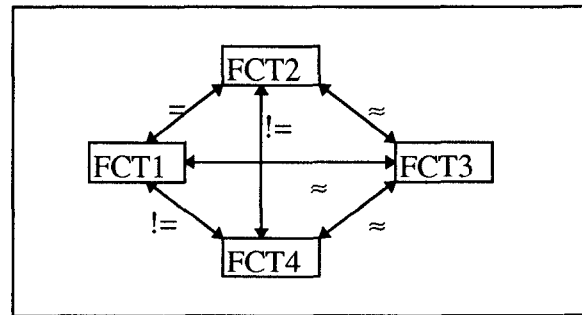 FCT2
= != ≈
FCT1 FCT3
≈
!= ≈
FCT4